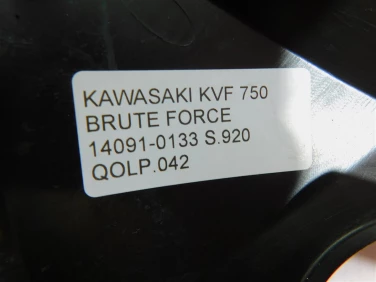 KAWASAKI KVF 750
BRUTE FORCE
14091-0133 S.920
QOLP.042